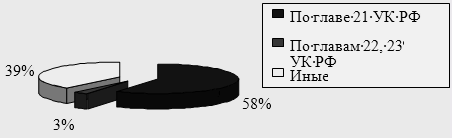 По главе 21 УК РФ
По главам 22, 23
УК РФ
Иные
39%
3%
58%